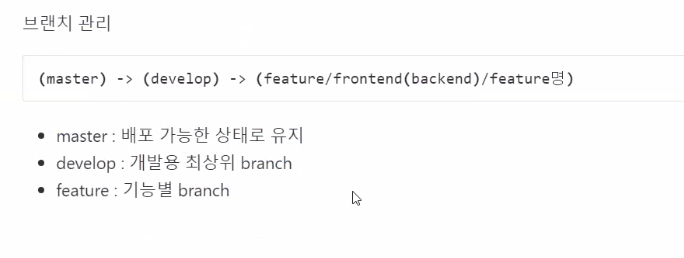 브랜치 관리
(master) -> (develop) -> (feature/frontend(backend)/feature명)
• master : 배포 가능한 상태로 유지
• develop : 개발용 최상위 branch
• feature : 기능별 branch